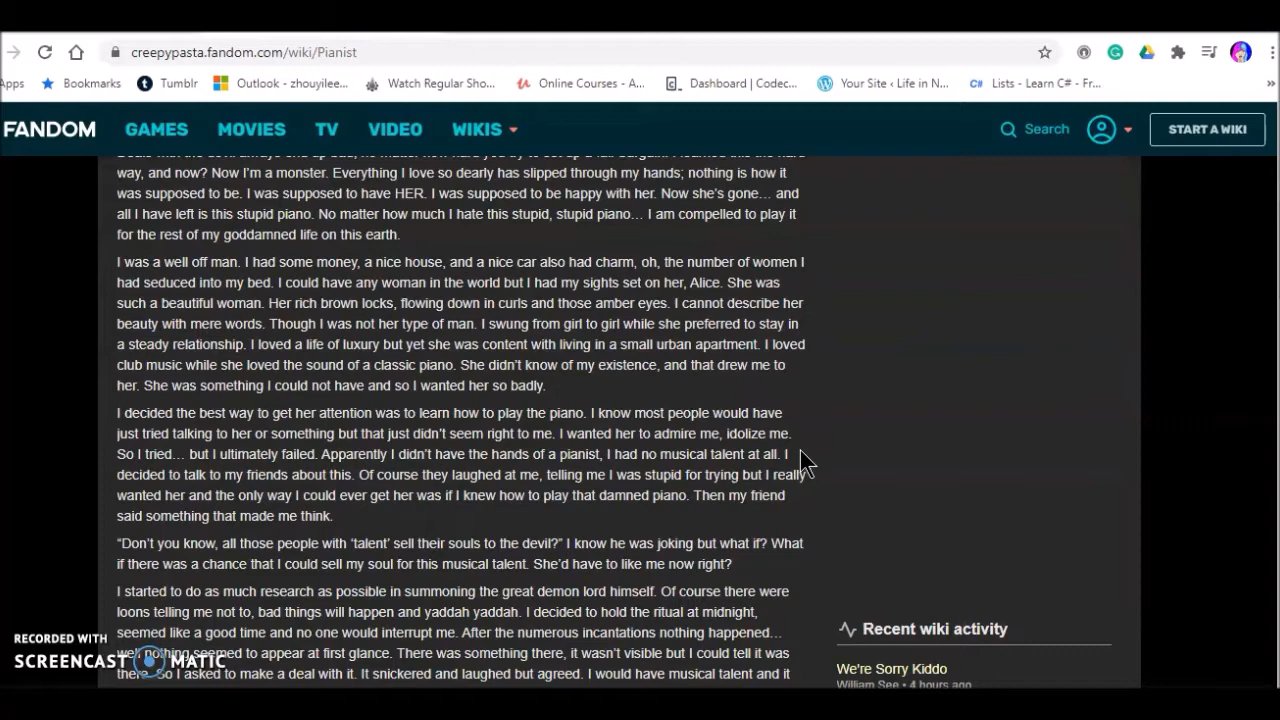 creepypasta.fandom.com/wiki/Pianist
Apps Bookmarks Tumblr Outlook - zhouyilee... Watch Regular Sho... Online Courses - A... Dashboard | Codec... Your Site ‹ Life in N... Lists - Learn C# - Fr... »
FANDOM GAMES MOVIES TV VIDEO WIKIS Search START A WIKI
way, and now? Now I'm a monster. Everything I love so dearly has slipped through my hands; nothing is how it
was supposed to be. I was supposed to have HER. I was supposed to be happy with her. Now she's gone… and
all I have left is this stupid piano. No matter how much I hate this stupid, stupid piano… I am compelled to play it
for the rest of my goddamned life on this earth.
I was a well off man. I had some money, a nice house, and a nice car also had charm, oh, the number of women I
had seduced into my bed. I could have any woman in the world but I had my sights set on her, Alice. She was
such a beautiful woman. Her rich brown locks, flowing down in curls and those amber eyes. I cannot describe her
beauty with mere words. Though I was not her type of man. I swung from girl to girl while she preferred to stay in
a steady relationship. I loved a life of luxury but yet she was content with living in a small urban apartment. I loved
club music while she loved the sound of a classic piano. She didn't know of my existence, and that drew me to
her. She was something I could not have and so I wanted her so badly.
I decided the best way to get her attention was to learn how to play the piano. I know most people would have
just tried talking to her or something but that just didn't seem right to me. I wanted her to admire me, idolize me.
So I tried… but I ultimately failed. Apparently I didn't have the hands of a pianist, I had no musical talent at all. I
decided to talk to my friends about this. Of course they laughed at me, telling me I was stupid for trying but I really
wanted her and the only way I could ever get her was if I knew how to play that damned piano. Then my friend
said something that made me think.
“Don't you know, all those people with ‘talent’ sell their souls to the devil?” I know he was joking but what if? What
if there was a chance that I could sell my soul for this musical talent. She'd have to like me now right?
I started to do as much research as possible in summoning the great demon lord himself. Of course there were
loons telling me not to, bad things will happen and yaddah yaddah. I decided to hold the ritual at midnight,
seemed like a good time and no one would interrupt me. After the numerous incantations nothing happened…
well nothing seemed to appear at first glance. There was something there, it wasn't visible but I could tell it was
there. So I asked to make a deal with it. It snickered and laughed but agreed. I would have musical talent and it
Recent wiki activity
We're Sorry Kiddo
William See • 4 hours ago
RECORDED WITH
SCREENCAST MATIC